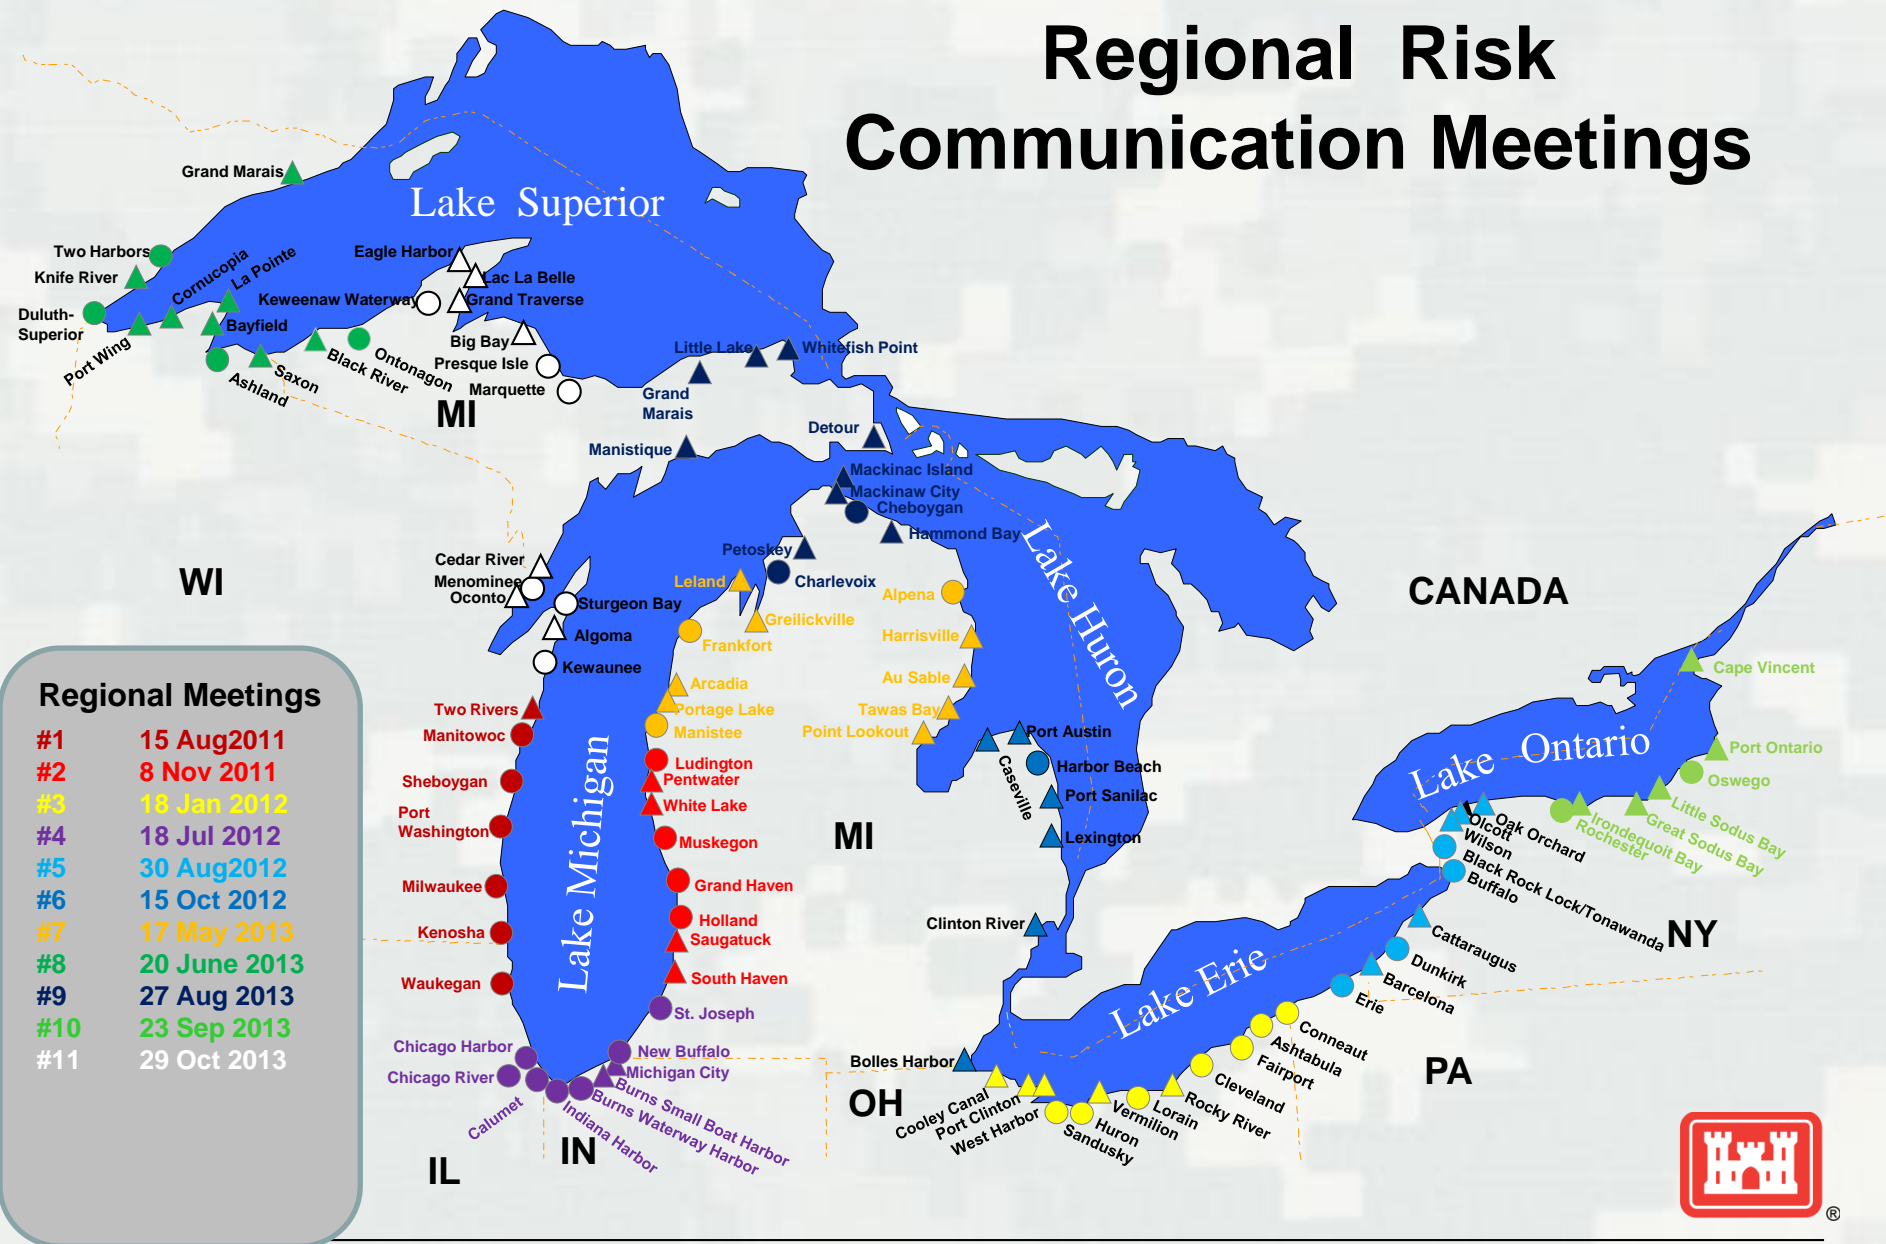 Regional Risk
Communication Meetings
Grand Marais
Lake Superior
Two Harbors
Knife River
Cornucopia
La Pointe
Duluth-
Superior
Port Wing
Bayfield
Ashland
Saxon
Black River
Ontonagon
Eagle Harbor
Lac La Belle
Keweenaw Waterway
Grand Traverse
Big Bay
Presque Isle
Marquette
MI
Little Lake
Whitefish Point
Grand
Marais
Detour
Manistique
Mackinac Island
Mackinaw City
Cheboygan
Hammond Bay
Petoskey
Charlevoix
Lake Huron
WI
CANADA
Cedar River
Menominee
Oconto
Sturgeon Bay
Algoma
Kewaunee
Leland
Greilickville
Frankfort
Arcadia
Portage Lake
Manistee
Alpena
Harrisville
Au Sable
Tawas Bay
Point Lookout
Two Rivers
Manitowoc
Sheboygan
Port
Washington
Milwaukee
Kenosha
Waukegan
Lake Michigan
Ludington
Pentwater
White Lake
Muskegon
Grand Haven
Holland
Saugatuck
South Haven
St. Joseph
New Buffalo
Michigan City
Burns Small Boat Harbor
Burns Waterway Harbor
Indiana Harbor
Calumet
Chicago River
Chicago Harbor
IL
IN
MI
Port Austin
Caseville
Harbor Beach
Port Sanilac
Lexington
Clinton River
Bolles Harbor
OH
Cooley Canal
Port Clinton
West Harbor
Sandusky
Huron
Vermilion
Lorain
Rocky River
Cleveland
Fairport
Ashtabula
Conneaut
Lake Erie
Erie
Barcelona
Dunkirk
Cattaraugus
Buffalo
Black Rock Lock/Tonawanda
Wilson
Olcott
Oak Orchard
Rochester
Irondequoit Bay
Great Sodus Bay
Little Sodus Bay
Oswego
Port Ontario
Cape Vincent
Lake Ontario
NY
PA
Regional Meetings
#1 15 Aug2011
#2 8 Nov 2011
#3 18 Jan 2012
#4 18 Jul 2012
#5 30 Aug2012
#6 15 Oct 2012
#7 17 May 2013
#8 20 June 2013
#9 27 Aug 2013
#10 23 Sep 2013
#11 29 Oct 2013
®